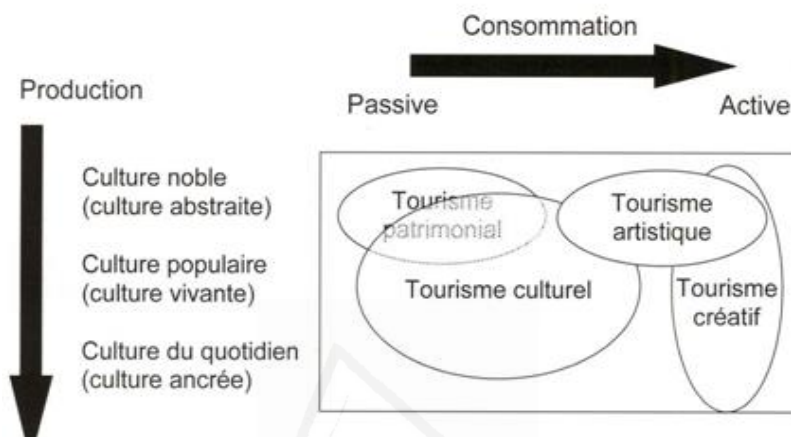 Consommation
Production
Passive
Active
Culture noble
(culture abstraite)
Tourisme
patrimonial
Tourisme
artistique
Culture populaire
(culture vivante)
Tourisme culturel
Tourisme
créatif
Culture du quotidien
(culture ancrée)